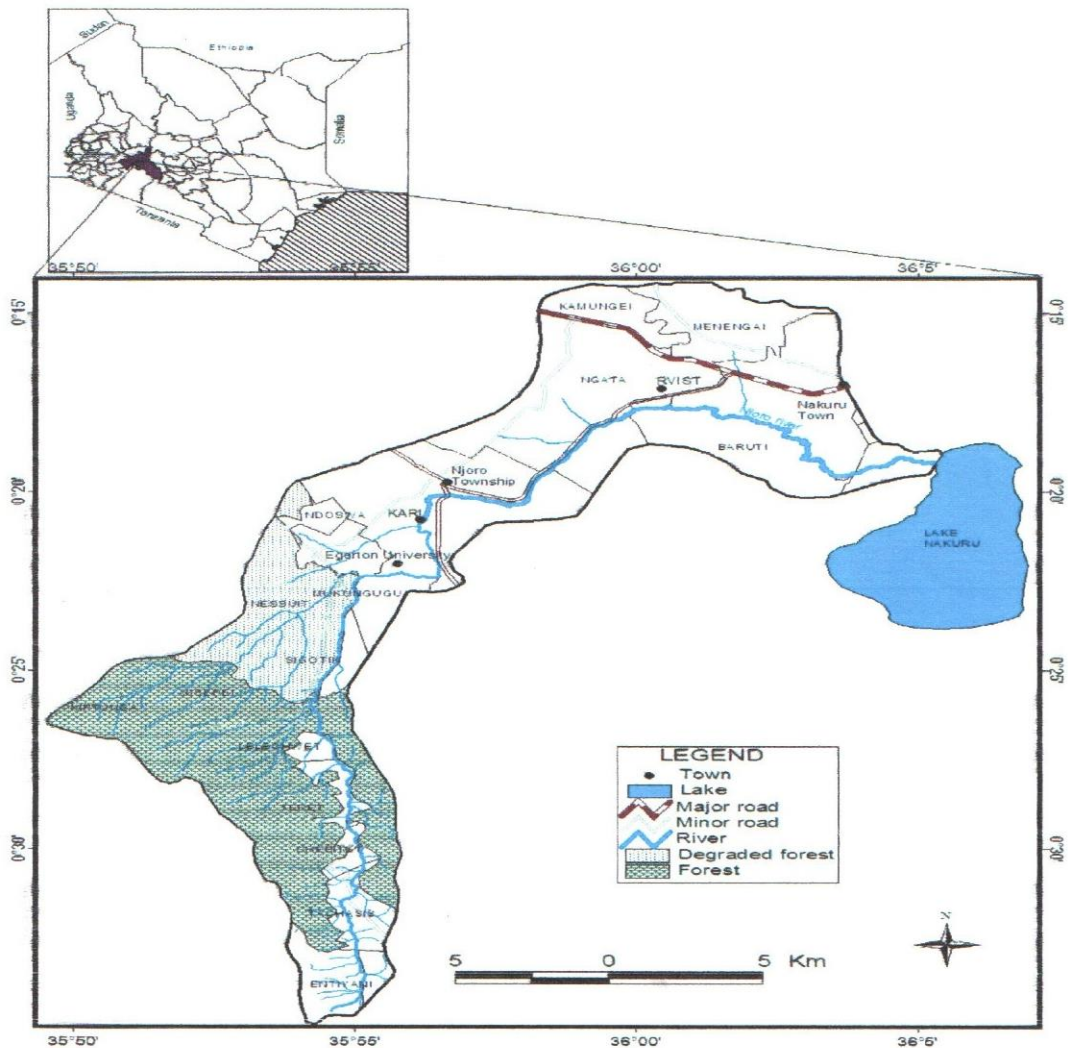 Sudan
Ethiopia
Uganda
Somalia
Tanzania
35°50'
35°55'
36°00'
36°5'
0°15'
KAMUNGEI
MENENGAI
NGATA
RVIST
Nakuru
Town
Njoro river
BARUTI
0°20'
Njoro
Township
KARI
Egerton University
MUKUNGUGU
NESSUIT
SIGOTIK
LAKE
NAKURU
0°25'
0°30'
ENTIYANI
LEGEND
Town
Lake
Major road
Minor road
River
Degraded forest
Forest
N
5 0 5 Km
35°50'
35°55'
36°00'
36°5'